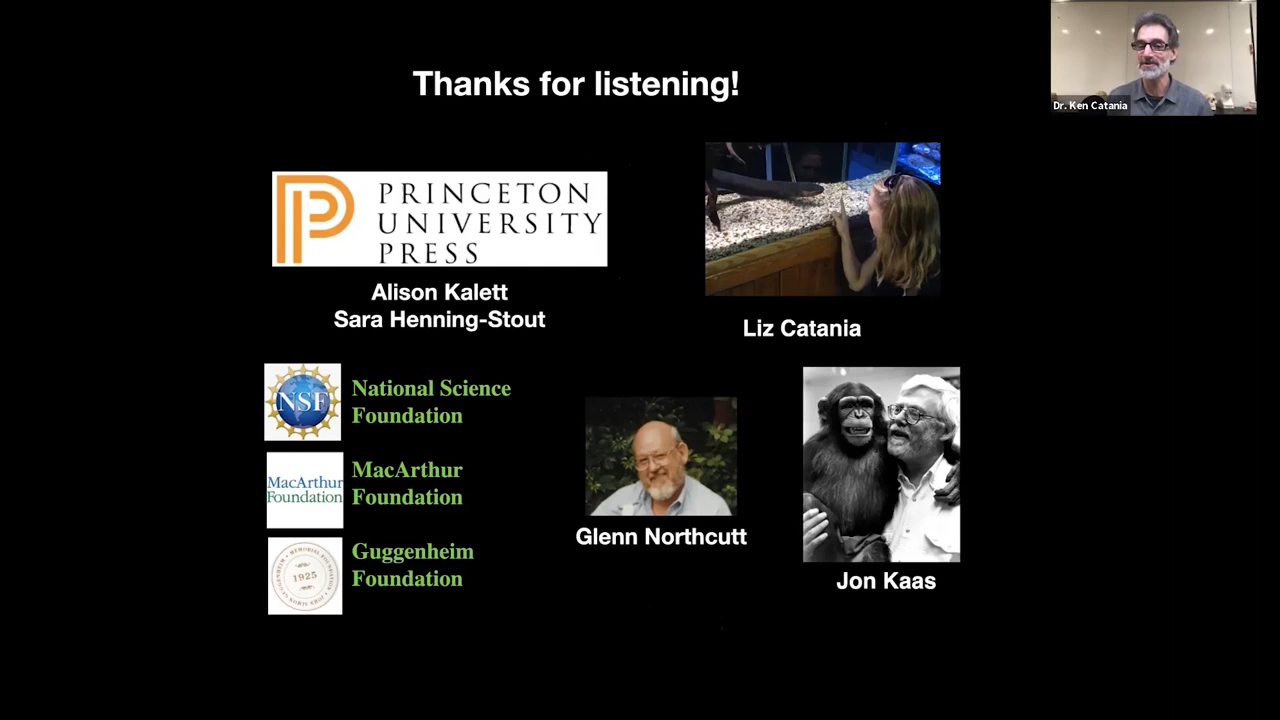 Thanks for listening!
Dr. Ken Catania
PRINCETON
UNIVERSITY
PRESS
Alison Kalett
Sara Henning-Stout
Liz Catania
NSF
National Science
Foundation
MacArthur
Foundation
MacArthur
Foundation
Guggenheim
Foundation
1925
Glenn Northcutt
Jon Kaas